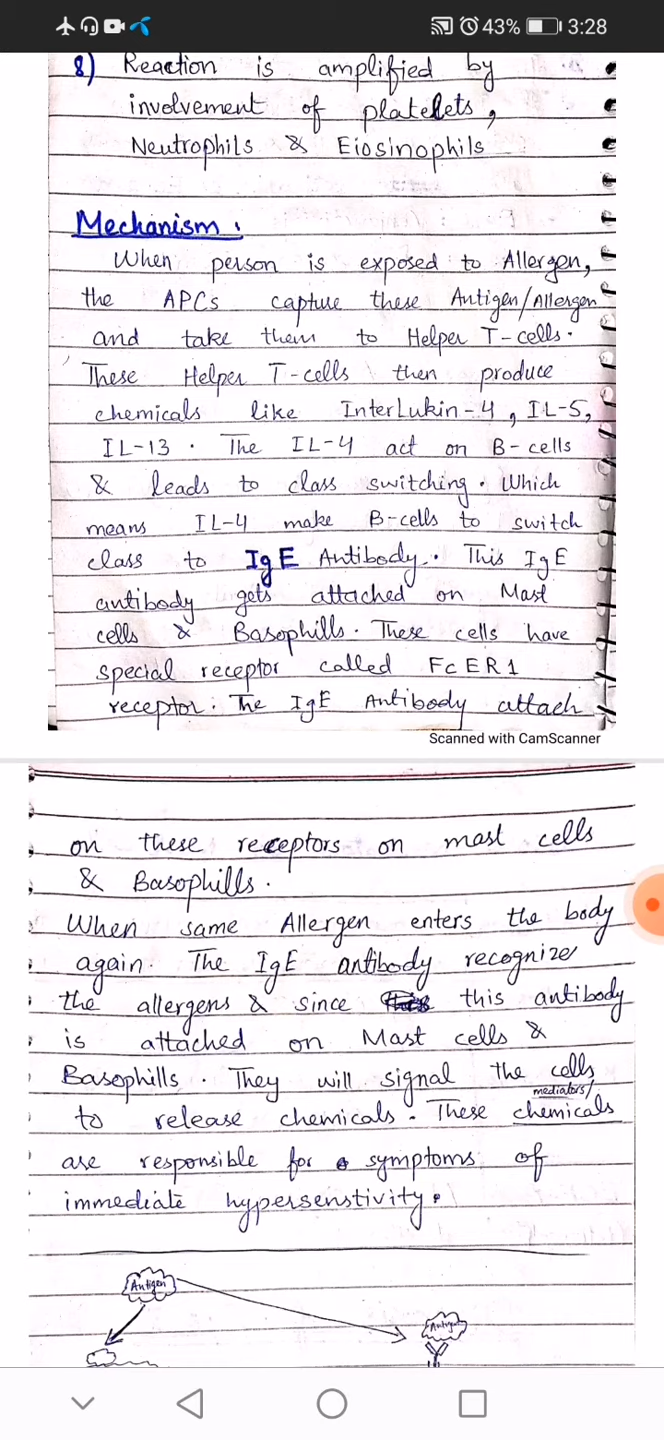 43% 3:28
8) Reaction is amplified by
involvement of platelets,
Neutrophils & Eiosinophils
Mechanism:
When person is exposed to Allergen,
the APCs capture these Antigen/Allergen
and take them to Helper T-cells.
These Helper T-cells then produce
chemicals like InterLukin-4, IL-5,
IL-13. The IL-4 act on B-cells
& leads to class switching. Which
means IL-4 make B-cells to switch
class to IgE Antibody. This IgE
antibody gets attached on Mast
cells & Basophills. These cells have
special receptor called FcER1
receptor. The IgE Antibody attach
Scanned with CamScanner
on these receptors on mast cells
& Basophills.
When same Allergen enters the body
again. The IgE antibody recognize
the allergens & since this antibody
is attached on Mast cells &
Basophills. They will signal the cells
mediators/
to release chemicals. These chemicals
are responsible for symptoms of
immediate hypersenstivity.
Antigen
Antigen